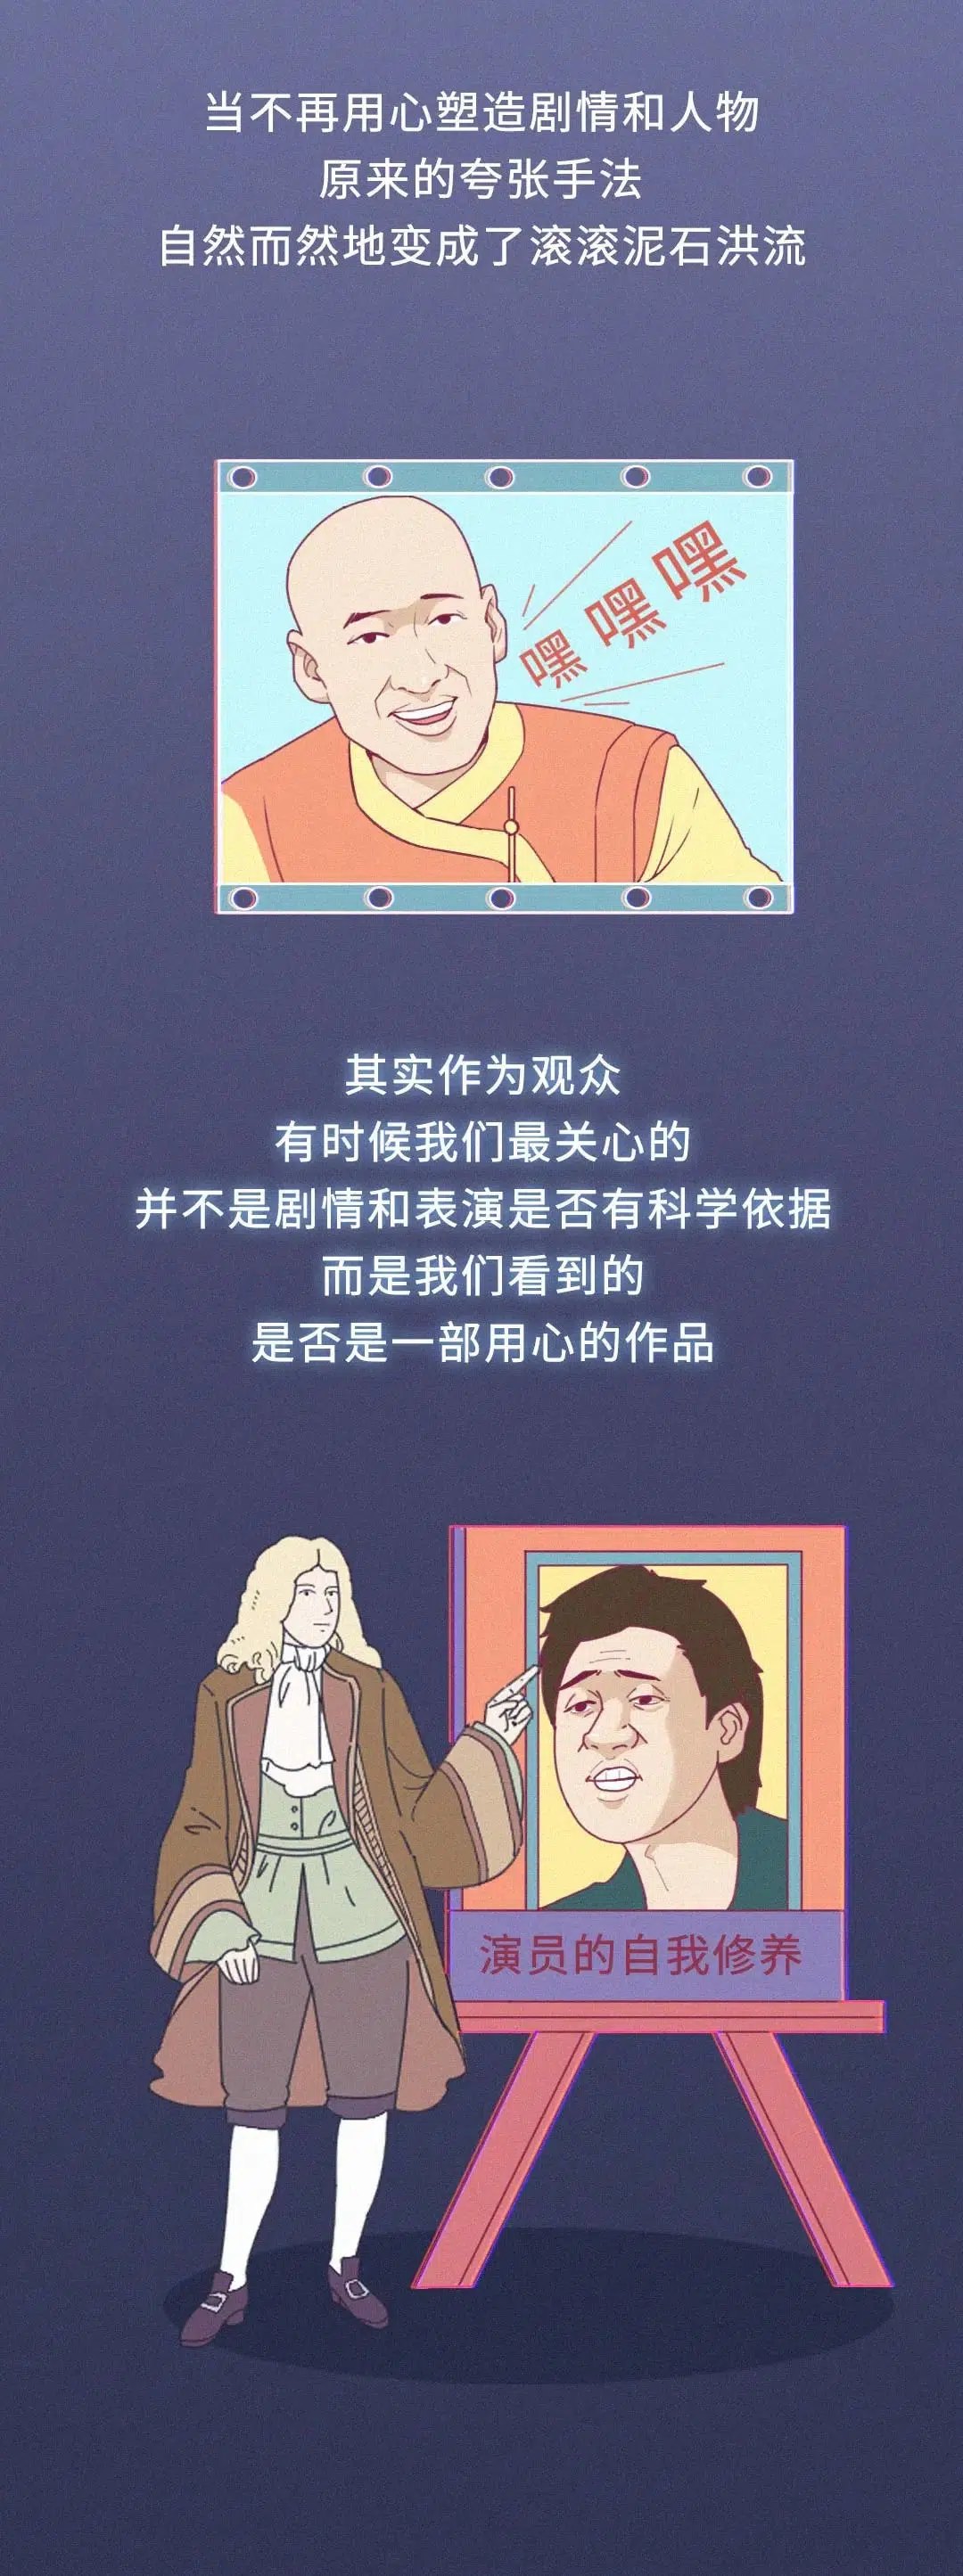 当不再用心塑造剧情和人物
原来的夸张手法
自然而然地变成了滚滚泥石洪流
嘿嘿嘿
其实作为观众
有时候我们最关心的
并不是剧情和表演是否有科学依据
而是我们看到的
是否是一部用心的作品
演员的自我修养